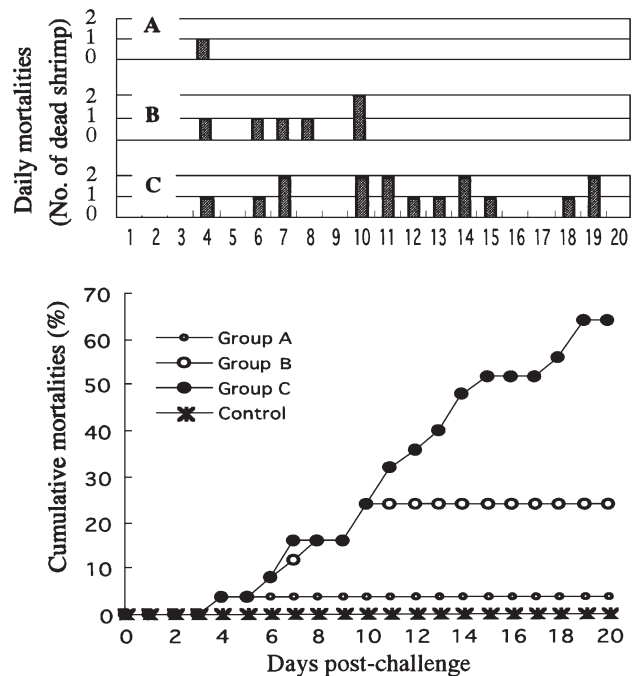 Daily mortalities
(No. of dead shrimp)
2
1
0
A
2
1
0
B
2
1
0
C
1 2 3 4 5 6 7 8 9 10 11 12 13 14 15 16 17 18 19 20
Cumulative mortalities (%)
70
60
50
40
30
20
10
0
Group A
Group B
Group C
Control
0 2 4 6 8 10 12 14 16 18 20
Days post-challenge